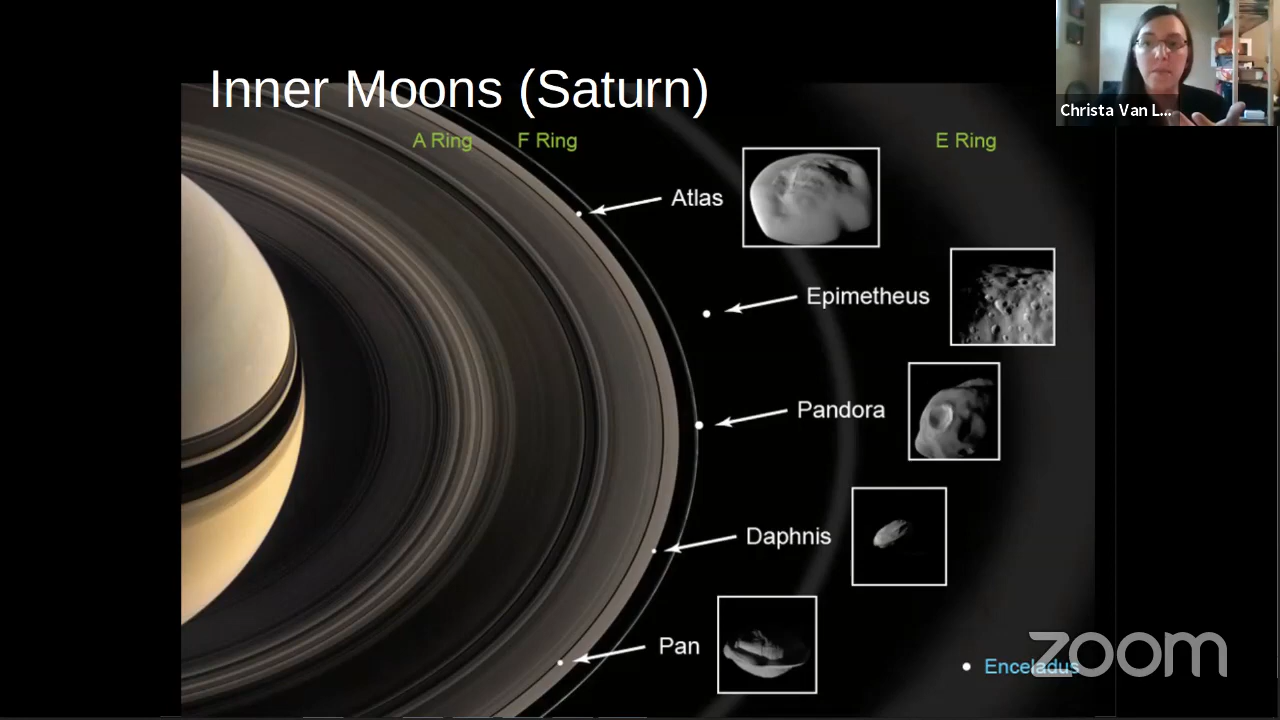 Inner Moons (Saturn)
Christa Van L...
A Ring
F Ring
E Ring
Atlas
Epimetheus
Pandora
Daphnis
Pan
Enceladus
zoom